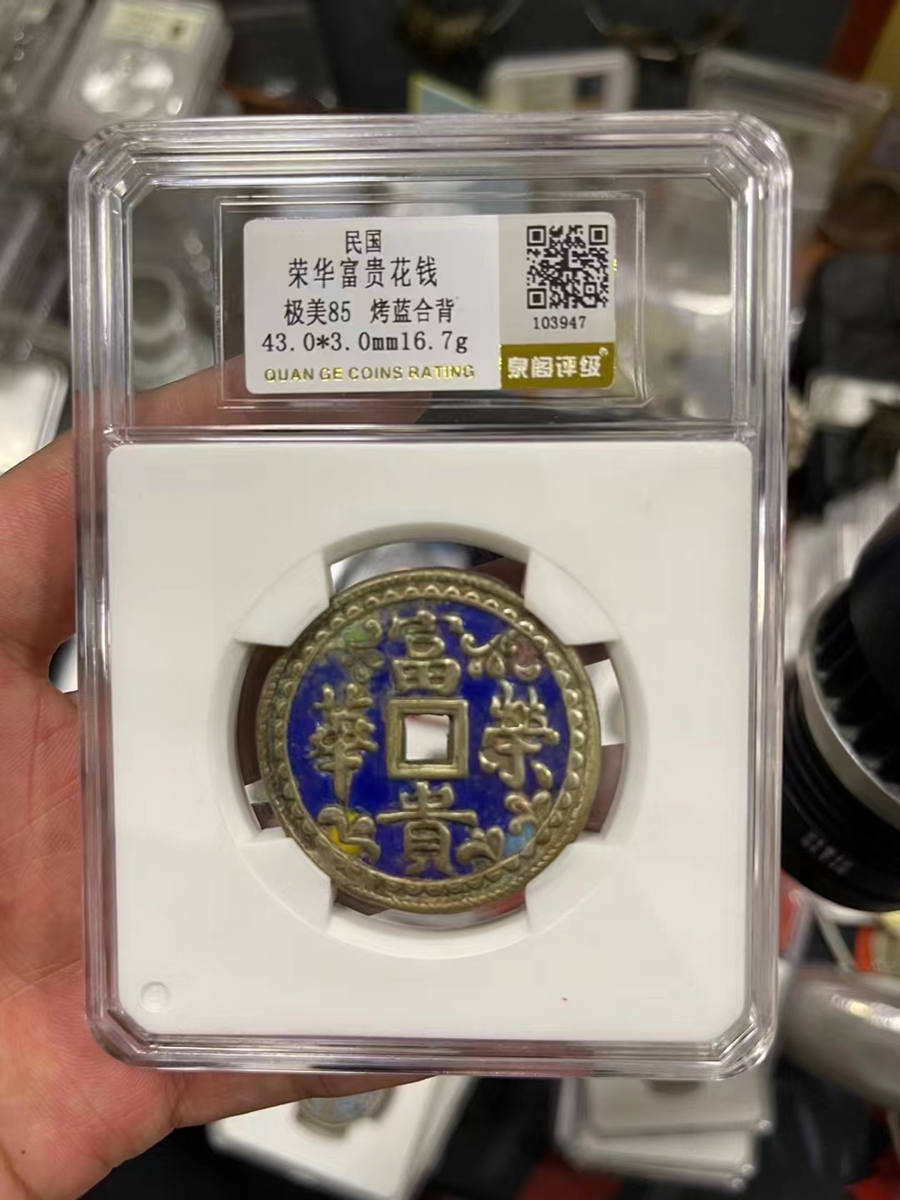 民国
荣华富贵花钱
极美85 烤蓝合背
43.0*3.0mm16.7g
QUAN GE COINS RATING
103947
泉阁评级
富
華 榮
貴